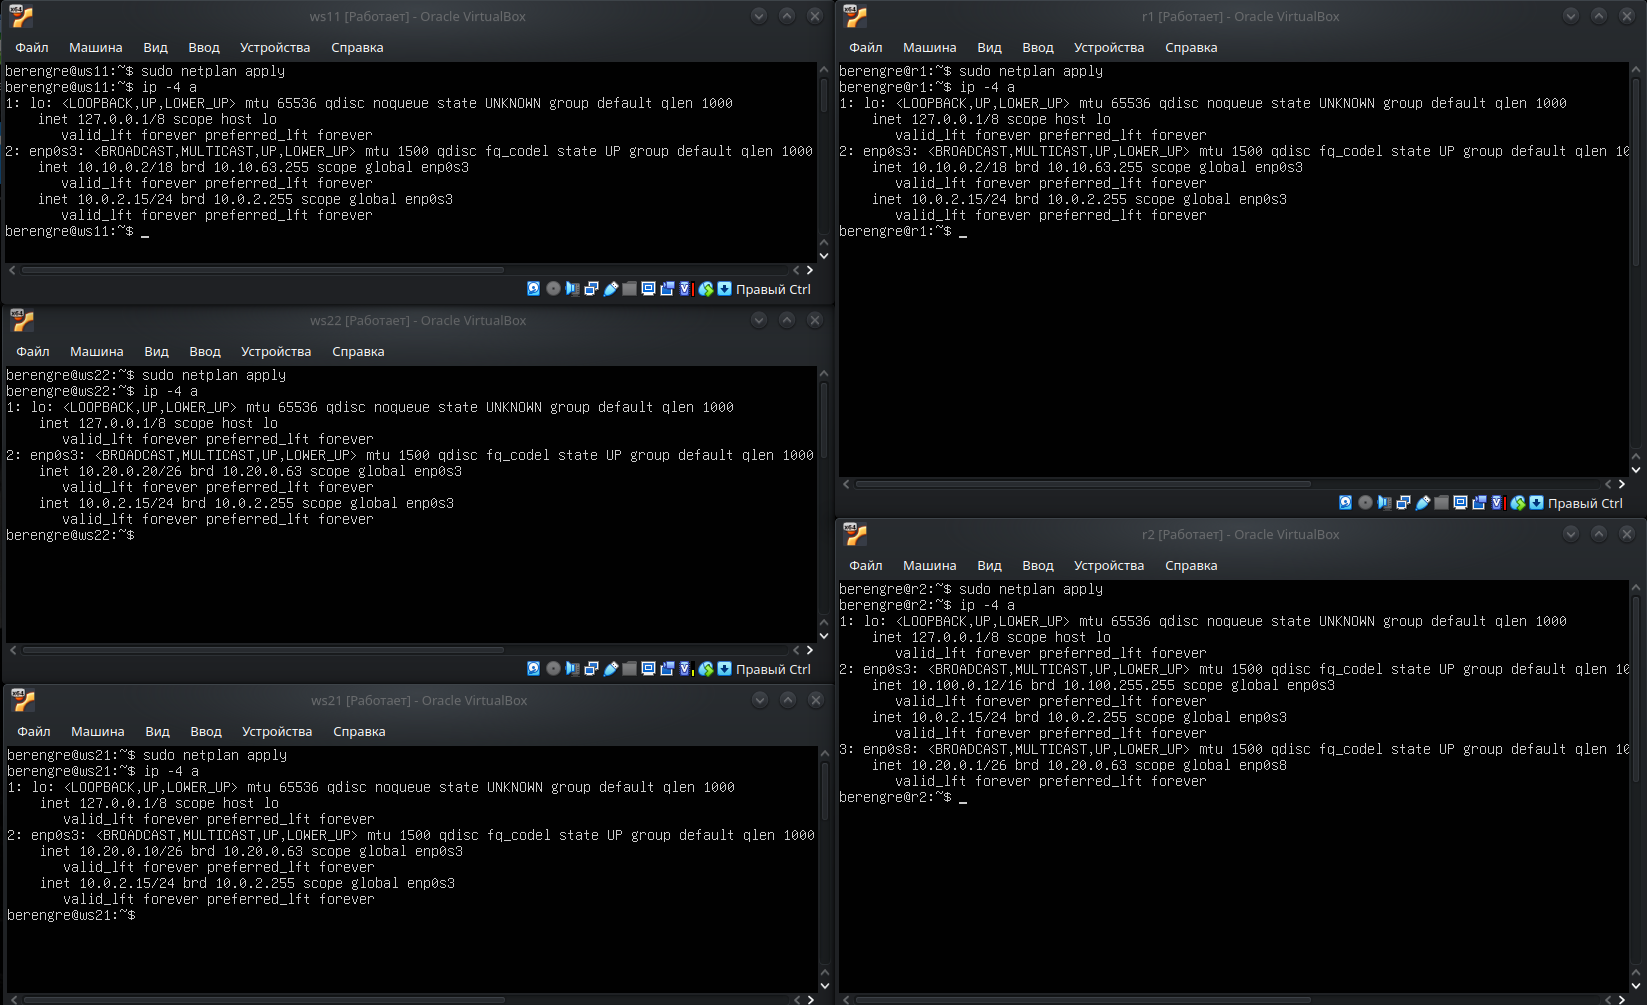 ws11 [Работает] - Oracle VirtualBox
Файл Машина Вид Ввод Устройства Справка
berengre@ws11:~$ sudo netplan apply
berengre@ws11:~$ ip -4 a
1: lo: <LOOPBACK,UP,LOWER_UP> mtu 65536 qdisc noqueue state UNKNOWN group default qlen 1000
    inet 127.0.0.1/8 scope host lo
       valid_lft forever preferred_lft forever
2: enp0s3: <BROADCAST,MULTICAST,UP,LOWER_UP> mtu 1500 qdisc fq_codel state UP group default qlen 1000
    inet 10.10.0.2/18 brd 10.10.63.255 scope global enp0s3
       valid_lft forever preferred_lft forever
    inet 10.0.2.15/24 brd 10.0.2.255 scope global enp0s3
       valid_lft forever preferred_lft forever
berengre@ws11:~$ _
Правый Ctrl
ws22 [Работает] - Oracle VirtualBox
Файл Машина Вид Ввод Устройства Справка
berengre@ws22:~$ sudo netplan apply
berengre@ws22:~$ ip -4 a
1: lo: <LOOPBACK,UP,LOWER_UP> mtu 65536 qdisc noqueue state UNKNOWN group default qlen 1000
    inet 127.0.0.1/8 scope host lo
       valid_lft forever preferred_lft forever
2: enp0s3: <BROADCAST,MULTICAST,UP,LOWER_UP> mtu 1500 qdisc fq_codel state UP group default qlen 1000
    inet 10.20.0.20/26 brd 10.20.0.63 scope global enp0s3
       valid_lft forever preferred_lft forever
    inet 10.0.2.15/24 brd 10.0.2.255 scope global enp0s3
       valid_lft forever preferred_lft forever
berengre@ws22:~$
Правый Ctrl
ws21 [Работает] - Oracle VirtualBox
Файл Машина Вид Ввод Устройства Справка
berengre@ws21:~$ sudo netplan apply
berengre@ws21:~$ ip -4 a
1: lo: <LOOPBACK,UP,LOWER_UP> mtu 65536 qdisc noqueue state UNKNOWN group default qlen 1000
    inet 127.0.0.1/8 scope host lo
       valid_lft forever preferred_lft forever
2: enp0s3: <BROADCAST,MULTICAST,UP,LOWER_UP> mtu 1500 qdisc fq_codel state UP group default qlen 1000
    inet 10.20.0.10/26 brd 10.20.0.63 scope global enp0s3
       valid_lft forever preferred_lft forever
    inet 10.0.2.15/24 brd 10.0.2.255 scope global enp0s3
       valid_lft forever preferred_lft forever
berengre@ws21:~$
r1 [Работает] - Oracle VirtualBox
Файл Машина Вид Ввод Устройства Справка
berengre@r1:~$ sudo netplan apply
berengre@r1:~$ ip -4 a
1: lo: <LOOPBACK,UP,LOWER_UP> mtu 65536 qdisc noqueue state UNKNOWN group default qlen 1000
    inet 127.0.0.1/8 scope host lo
       valid_lft forever preferred_lft forever
2: enp0s3: <BROADCAST,MULTICAST,UP,LOWER_UP> mtu 1500 qdisc fq_codel state UP group default qlen 10
    inet 10.10.0.2/18 brd 10.10.63.255 scope global enp0s3
       valid_lft forever preferred_lft forever
    inet 10.0.2.15/24 brd 10.0.2.255 scope global enp0s3
       valid_lft forever preferred_lft forever
berengre@r1:~$ _
Правый Ctrl
r2 [Работает] - Oracle VirtualBox
Файл Машина Вид Ввод Устройства Справка
berengre@r2:~$ sudo netplan apply
berengre@r2:~$ ip -4 a
1: lo: <LOOPBACK,UP,LOWER_UP> mtu 65536 qdisc noqueue state UNKNOWN group default qlen 1000
    inet 127.0.0.1/8 scope host lo
       valid_lft forever preferred_lft forever
2: enp0s3: <BROADCAST,MULTICAST,UP,LOWER_UP> mtu 1500 qdisc fq_codel state UP group default qlen 10
    inet 10.100.0.12/16 brd 10.100.255.255 scope global enp0s3
       valid_lft forever preferred_lft forever
    inet 10.0.2.15/24 brd 10.0.2.255 scope global enp0s3
       valid_lft forever preferred_lft forever
3: enp0s8: <BROADCAST,MULTICAST,UP,LOWER_UP> mtu 1500 qdisc fq_codel state UP group default qlen 10
    inet 10.20.0.1/26 brd 10.20.0.63 scope global enp0s8
       valid_lft forever preferred_lft forever
berengre@r2:~$ _